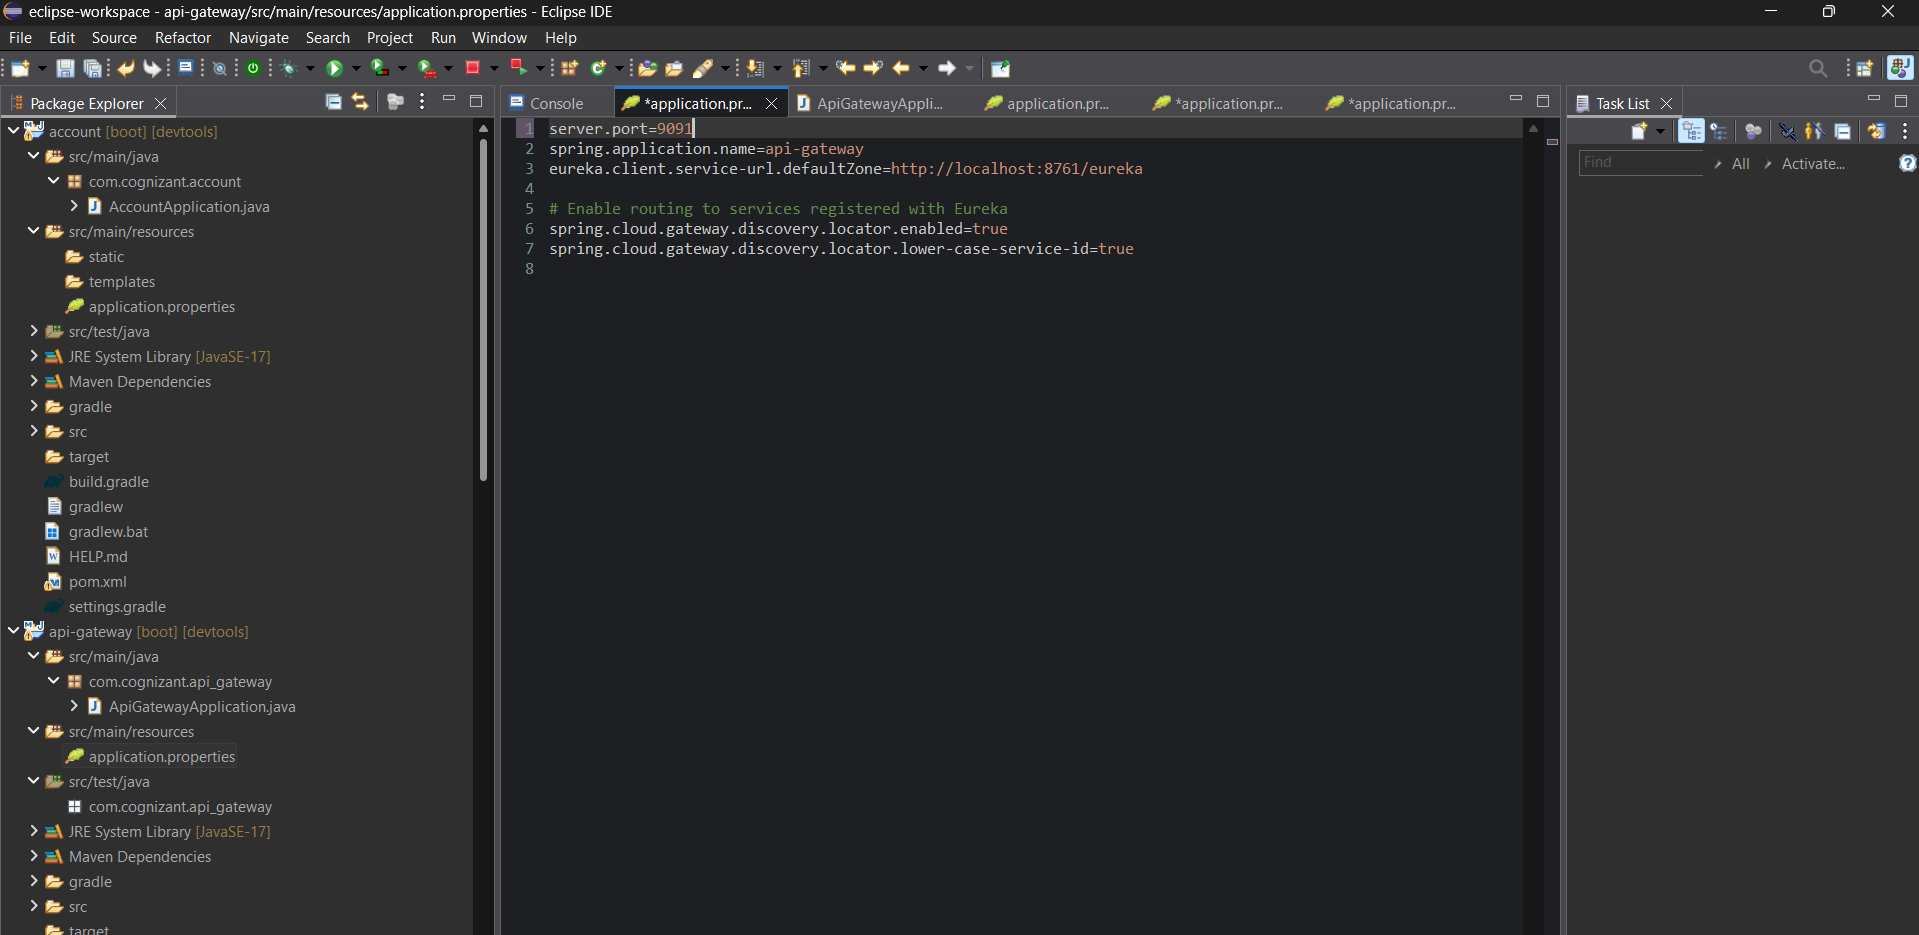 eclipse-workspace - api-gateway/src/main/resources/application.properties - Eclipse IDE
File Edit Source Refactor Navigate Search Project Run Window Help
Package Explorer
account [boot] [devtools]
src/main/java
com.cognizant.account
AccountApplication.java
src/main/resources
static
templates
application.properties
src/test/java
JRE System Library [JavaSE-17]
Maven Dependencies
gradle
src
target
build.gradle
gradlew
gradlew.bat
HELP.md
pom.xml
settings.gradle
api-gateway [boot] [devtools]
src/main/java
com.cognizant.api_gateway
ApiGatewayApplication.java
src/main/resources
application.properties
src/test/java
com.cognizant.api_gateway
JRE System Library [JavaSE-17]
Maven Dependencies
gradle
src
target
Console *application.pr... ApiGatewayAppli... application.pr... *application.pr... *application.pr...
1 server.port=9091
2 spring.application.name=api-gateway
3 eureka.client.service-url.defaultZone=http://localhost:8761/eureka
4
5 # Enable routing to services registered with Eureka
6 spring.cloud.gateway.discovery.locator.enabled=true
7 spring.cloud.gateway.discovery.locator.lower-case-service-id=true
8
Task List
Find All Activate...